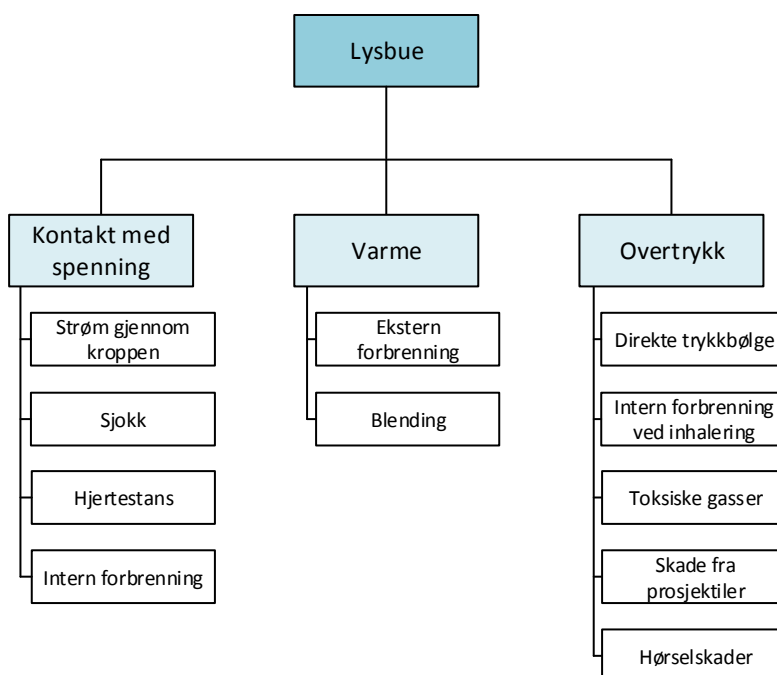 Lysbue
Kontakt med
spenning
Strøm gjennom
kroppen
Sjokk
Hjertestans
Intern forbrenning
Varme
Ekstern
forbrenning
Blending
Overtrykk
Direkte trykkbølge
Intern forbrenning
ved inhalering
Toksiske gasser
Skade fra
prosjektiler
Hørselskader